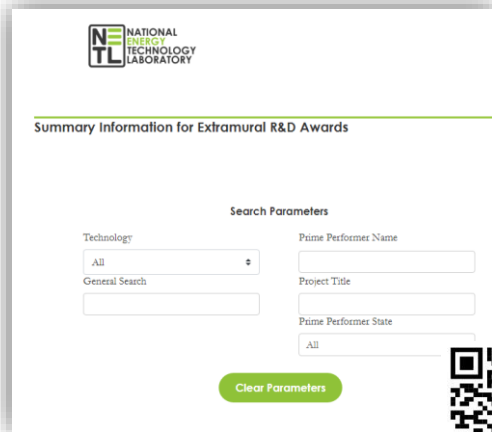 NATIONAL
ENERGY
TECHNOLOGY
LABORATORY
NETL
Summary Information for Extramural R&D Awards
Search Parameters
Technology
Prime Performer Name
All
General Search
Project Title
Prime Performer State
All
Clear Parameters